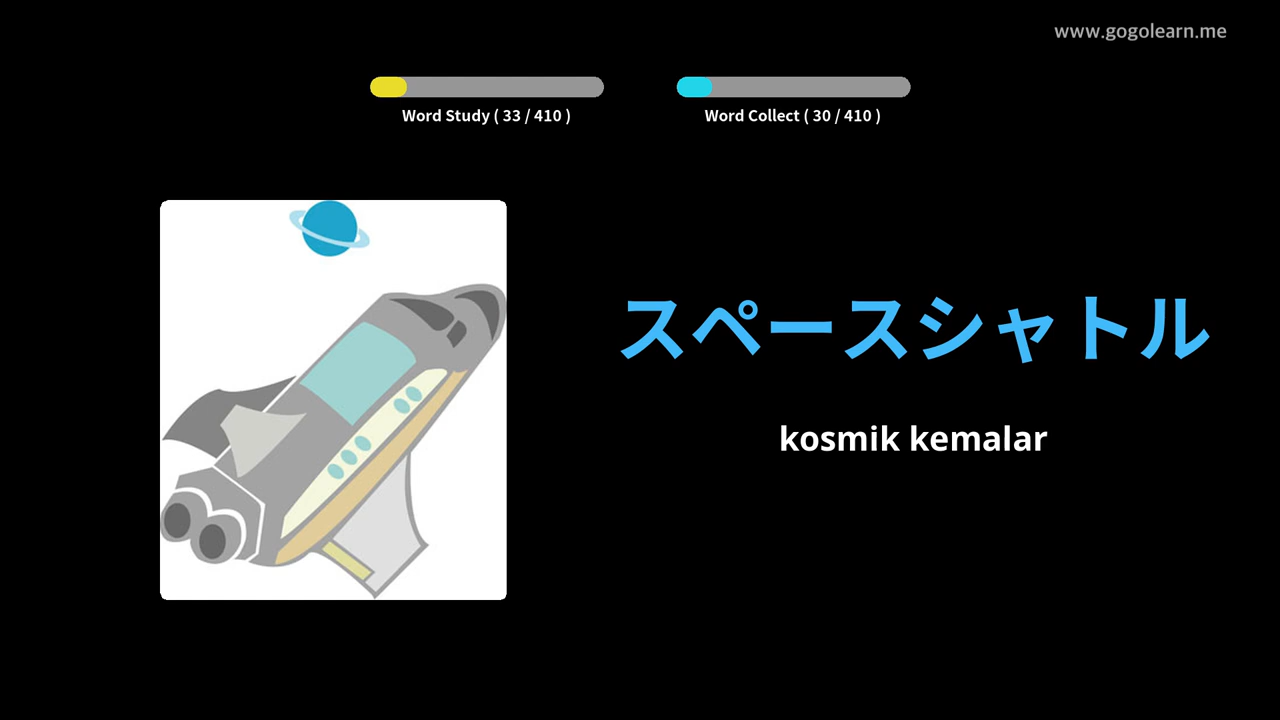 www.gogolearn.me
Word Study ( 33 / 410 )
Word Collect ( 30 / 410 )
スペースシャトル
kosmik kemalar